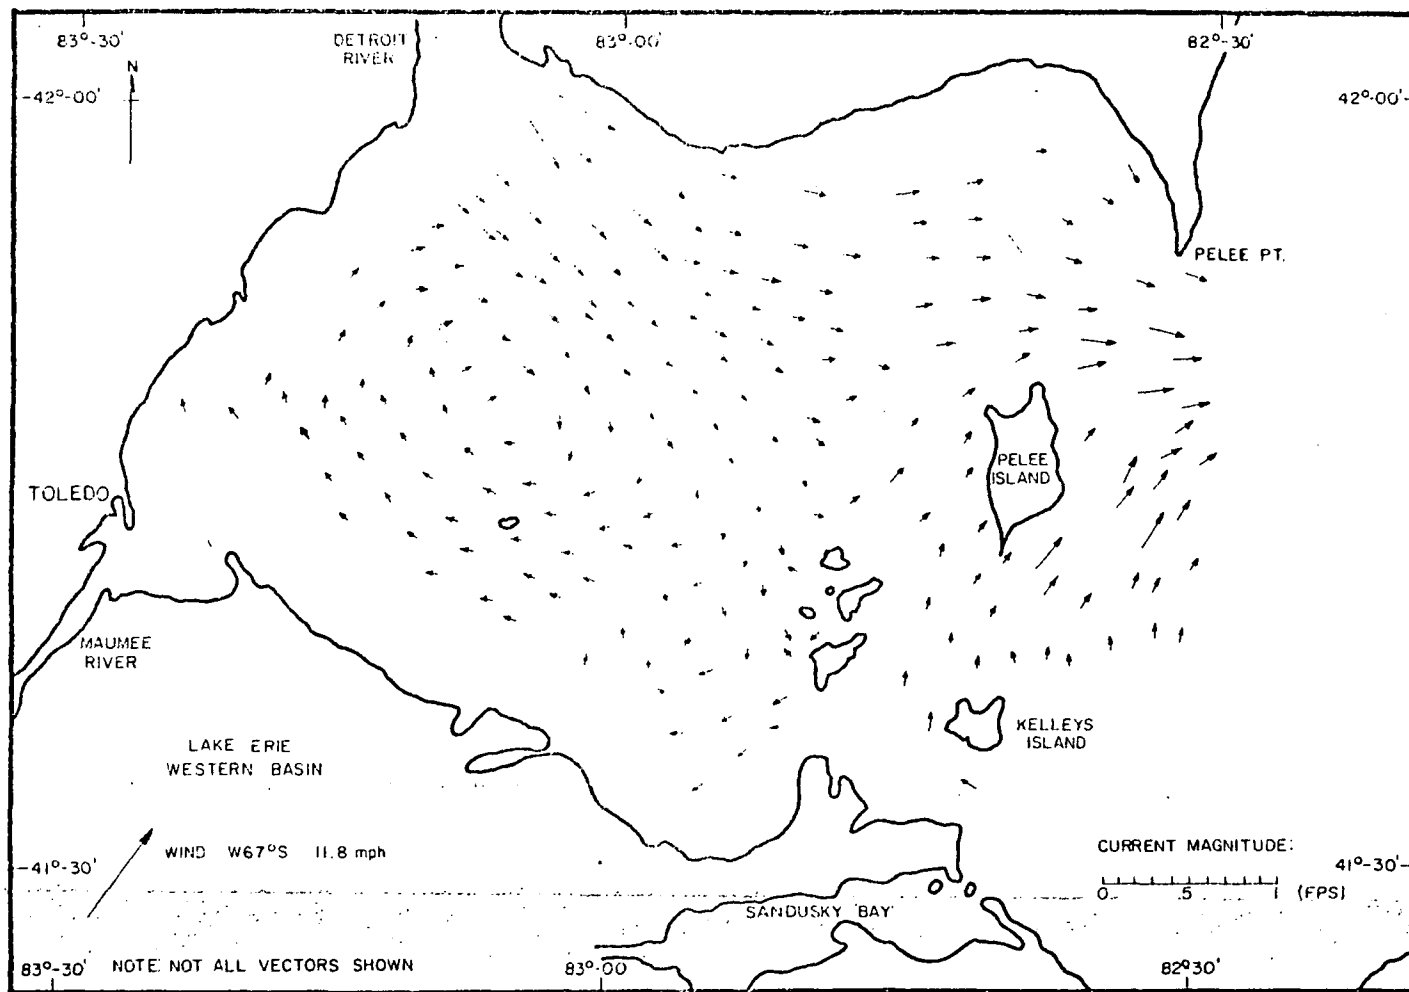 83°-30'
DETROIT
RIVER
83°-00'
82°-30'
N
-42°-00'
42°-00'-
PELEE PT.
PELEE
ISLAND
TOLEDO
MAUMEE
RIVER
KELLEYS
ISLAND
LAKE ERIE
WESTERN BASIN
WIND W67°S 11.8 mph
CURRENT MAGNITUDE:
-41°-30'
41°-30'-
0 .5 1 (FPS)
SANDUSKY BAY
83°-30' NOTE: NOT ALL VECTORS SHOWN
83°-00
82°30'